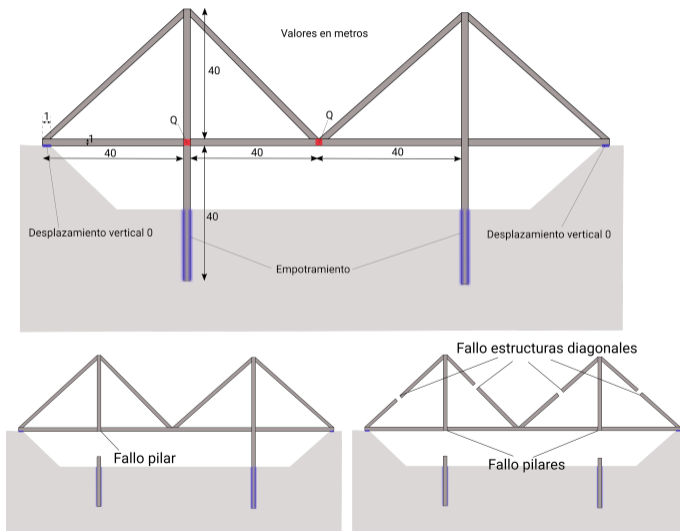 Valores en metros
40
Q
Q
1
1
40
40
40
40
Desplazamiento vertical 0
Desplazamiento vertical 0
Empotramiento
Fallo estructuras diagonales
Fallo pilar
Fallo pilares